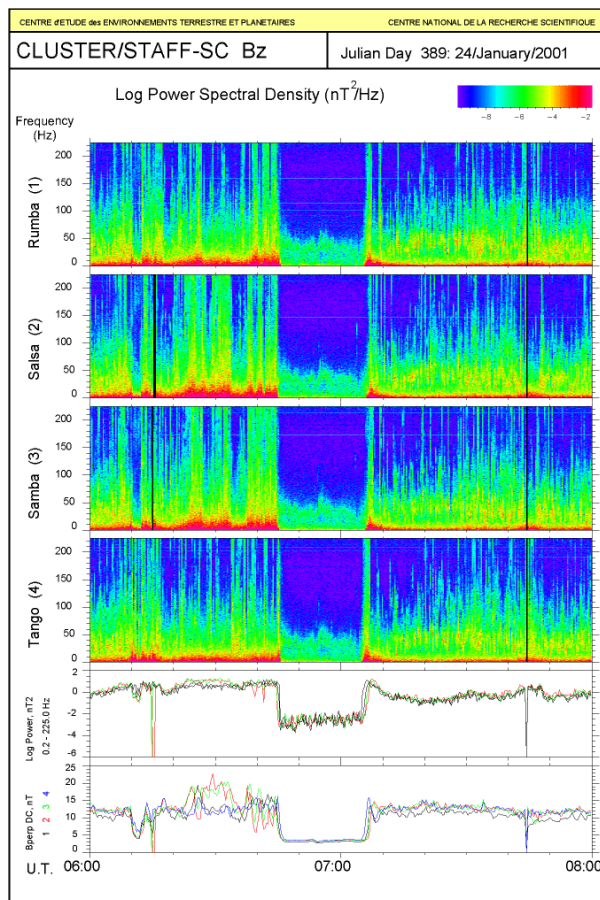 CENTRE d'ETUDE des ENVIRONNEMENTS TERRESTRE ET PLANETAIRES CENTRE NATIONAL DE LA RECHERCHE SCIENTIFIQUE
CLUSTER/STAFF-SC Bz Julian Day 389: 24/January/2001
Log Power Spectral Density (nT²/Hz)
-8 -6 -4 -2
Frequency
(Hz)
Rumba (1)
200
150
100
50
0
Salsa (2)
200
150
100
50
0
Samba (3)
200
150
100
50
0
Tango (4)
200
150
100
50
0
Log Power, nT2
0.2 - 225.0 Hz
2
0
-2
-4
-6
Bperp DC, nT
1 2 3 4
25
20
15
10
5
0
U.T. 06:00 07:00 08:00